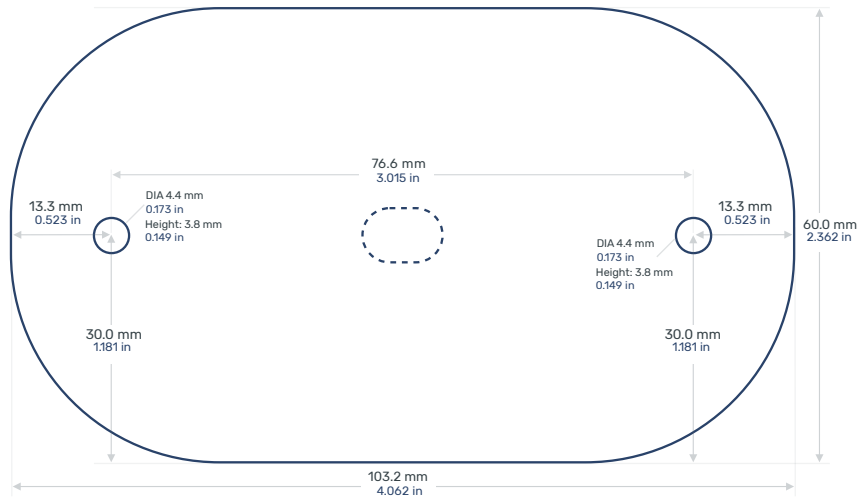 76.6 mm
3.015 in
DIA 4.4 mm
0.173 in
Height: 3.8 mm
0.149 in
13.3 mm
0.523 in
13.3 mm
0.523 in
60.0 mm
2.362 in
DIA 4.4 mm
0.173 in
Height: 3.8 mm
0.149 in
30.0 mm
1.181 in
30.0 mm
1.181 in
103.2 mm
4.062 in